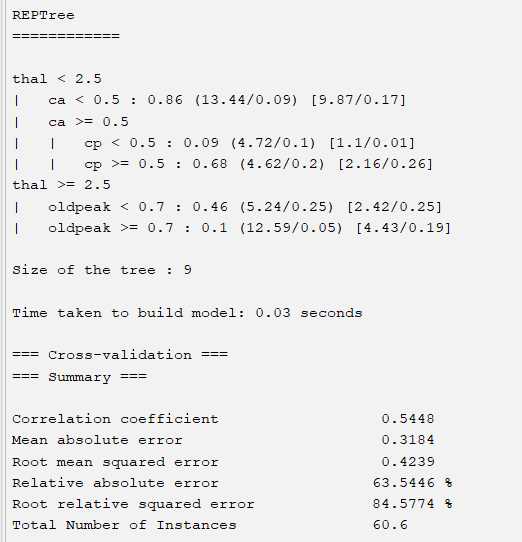 REPTree
============
thal < 2.5
|   ca < 0.5 : 0.86 (13.44/0.09) [9.87/0.17]
|   ca >= 0.5
|   |   cp < 0.5 : 0.09 (4.72/0.1) [1.1/0.01]
|   |   cp >= 0.5 : 0.68 (4.62/0.2) [2.16/0.26]
thal >= 2.5
|   oldpeak < 0.7 : 0.46 (5.24/0.25) [2.42/0.25]
|   oldpeak >= 0.7 : 0.1 (12.59/0.05) [4.43/0.19]
Size of the tree : 9
Time taken to build model: 0.03 seconds
=== Cross-validation ===
=== Summary ===
Correlation coefficient                  0.5448
Mean absolute error                      0.3184
Root mean squared error                  0.4239
Relative absolute error                 63.5446 %
Root relative squared error             84.5774 %
Total Number of Instances               60.6